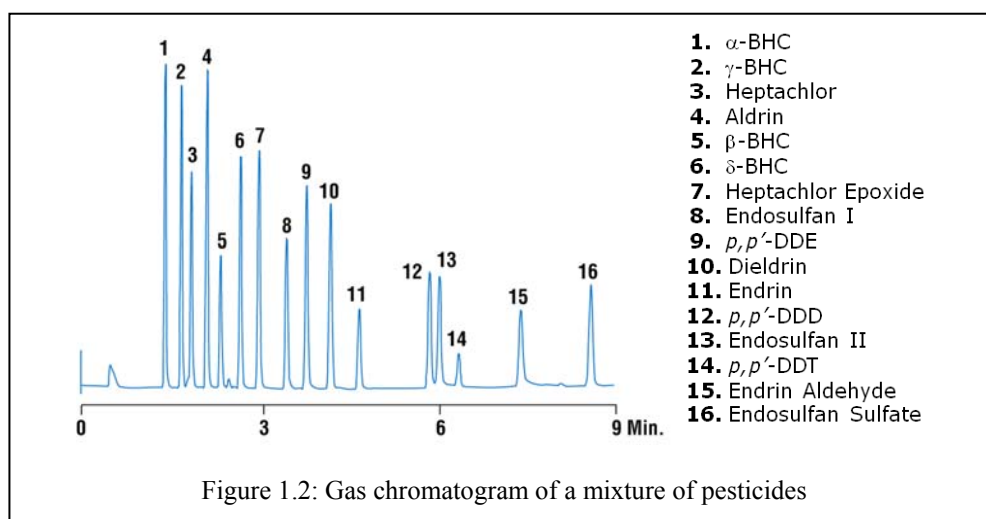 1
2
3
4
5
6
7
8
9
10
11
12
13
14
15
16
0
3
6
9 Min.
1. α-BHC
2. γ-BHC
3. Heptachlor
4. Aldrin
5. β-BHC
6. δ-BHC
7. Heptachlor Epoxide
8. Endosulfan I
9. p,p′-DDE
10. Dieldrin
11. Endrin
12. p,p′-DDD
13. Endosulfan II
14. p,p′-DDT
15. Endrin Aldehyde
16. Endosulfan Sulfate
Figure 1.2: Gas chromatogram of a mixture of pesticides